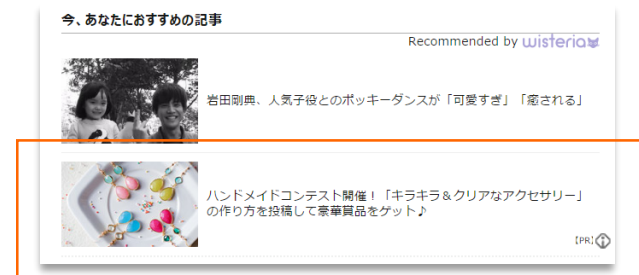 今、あなたにおすすめの記事
Recommended by wisteria
岩田剛典、人気子役とのポッキーダンスが「可愛すぎ」「癒される」
ハンドメイドコンテスト開催！「キラキラ＆クリアなアクセサリー」
の作り方を投稿して豪華賞品をゲット♪
[PR]